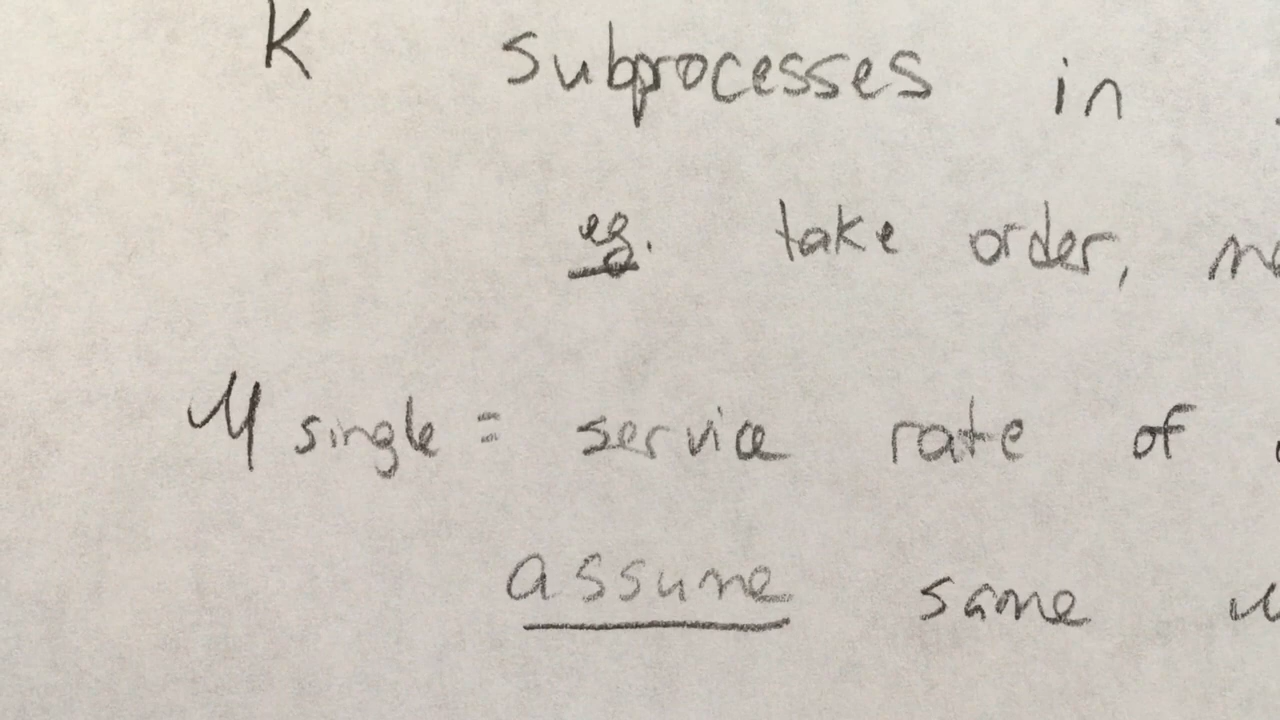 K subprocesses in
eg. take order,
μ single = service rate of
assume same